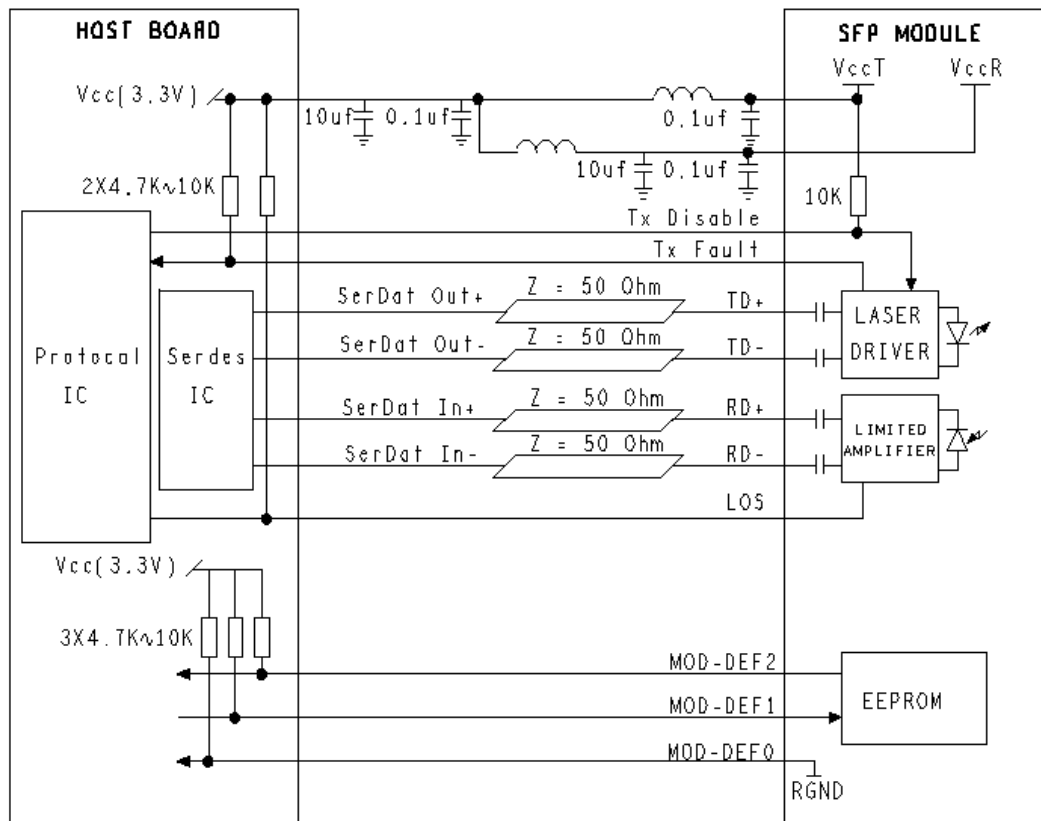 HOST BOARD
SFP MODULE
VccT
VccR
Vcc(3.3V)
10uf
0.1uf
0.1uf
10uf
0.1uf
2X4.7K~10K
10K
Tx Disable
Tx Fault
SerDat Out+
Z = 50 Ohm
TD+
LASER
DRIVER
SerDat Out-
Z = 50 Ohm
TD-
Protocal
IC
Serdes
IC
SerDat In+
Z = 50 Ohm
RD+
LIMITED
AMPLIFIER
SerDat In-
Z = 50 Ohm
RD-
LOS
Vcc(3.3V)
3X4.7K~10K
MOD-DEF2
EEPROM
MOD-DEF1
MOD-DEF0
RGND